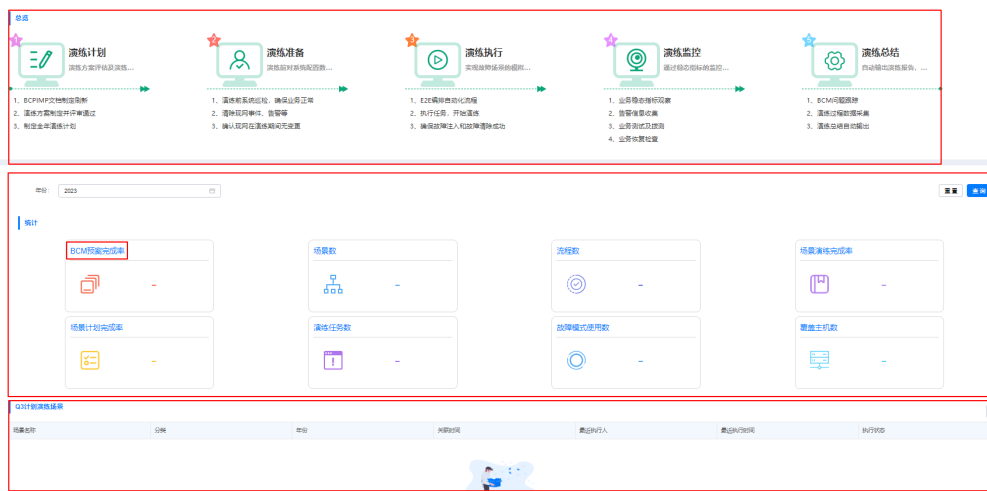 总览
1
演练计划
演练方案评估及演练...
1、BCPIMP文档制定刷新
2、演练方案制定并评审通过
3、制定全年演练计划
2
演练准备
演练前对系统配置数...
1、演练前系统巡检，确保业务正常
2、清除现网事件、告警等
3、确认现网在演练期间无变更
3
演练执行
实现故障场景的模拟...
1、E2E编排自动化流程
2、执行任务，开始演练
3、确保故障注入和故障清除成功
4
演练监控
通过稳态指标的监控...
1、业务稳态指标观察
2、告警信息收集
3、业务测试及拨测
4、业务恢复检查
5
演练总结
自动输出演练报告，...
1、BCM问题跟踪
2、演练过程数据采集
3、演练总结自动输出
年份：
2023
重置
查询
统计
BCM预案完成率
-
场景数
-
流程数
-
场景演练完成率
-
场景计划完成率
-
演练任务数
-
故障模式使用数
-
覆盖主机数
-
Q3计划演练场景
场景名称
分类
年份
关联时间
最近执行人
最近执行时间
执行状态